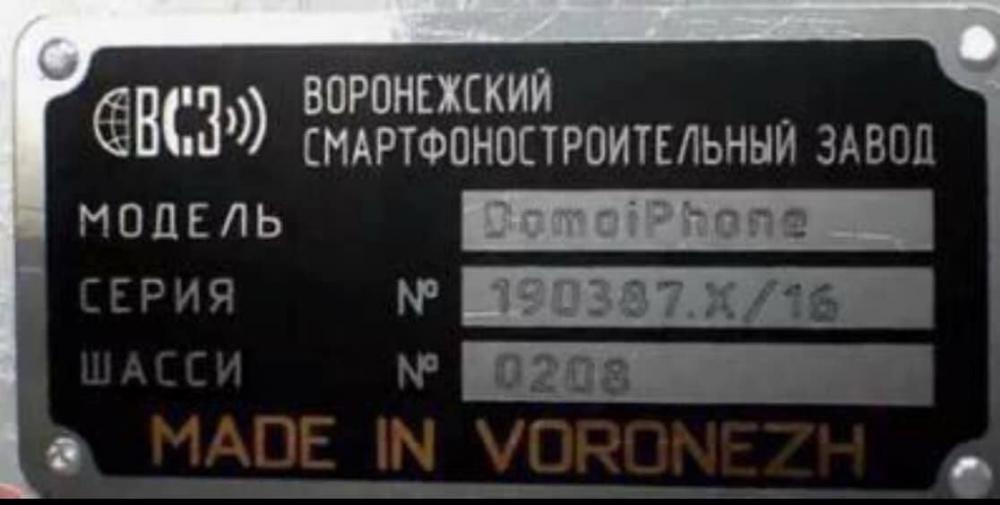 ВСЗ
ВОРОНЕЖСКИЙ
СМАРТФОНОСТРОИТЕЛЬНЫЙ ЗАВОД
МОДЕЛЬ DomoiPhone
СЕРИЯ № 190387.X/16
ШАССИ № 0208
MADE IN VORONEZH